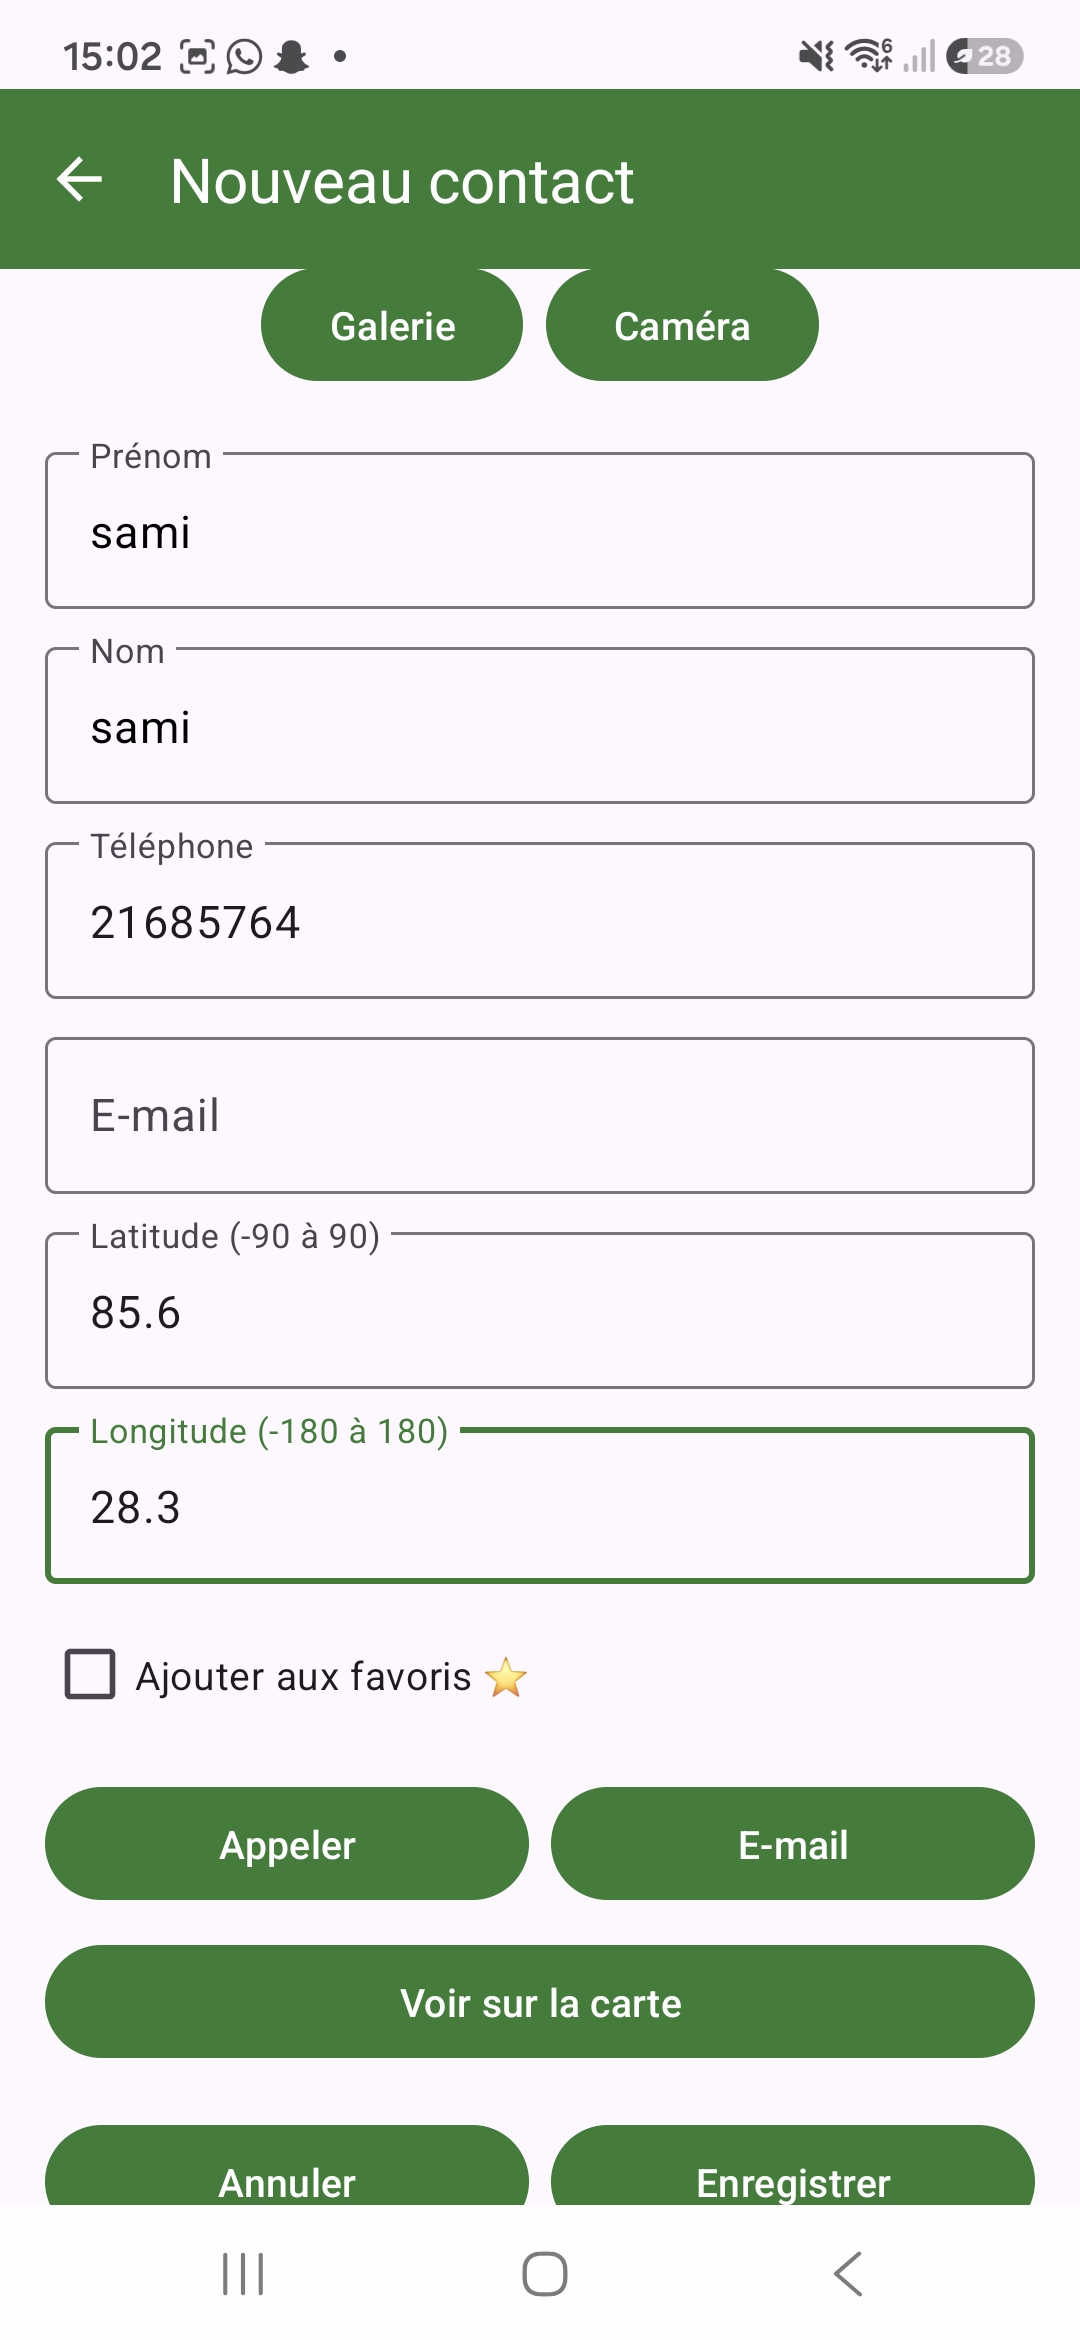 15:02
6
28
Nouveau contact
Galerie
Caméra
Prénom
sami
Nom
sami
Téléphone
21685764
E-mail
Latitude (-90 à 90)
85.6
Longitude (-180 à 180)
28.3
Ajouter aux favoris ⭐
Appeler
E-mail
Voir sur la carte
Annuler
Enregistrer